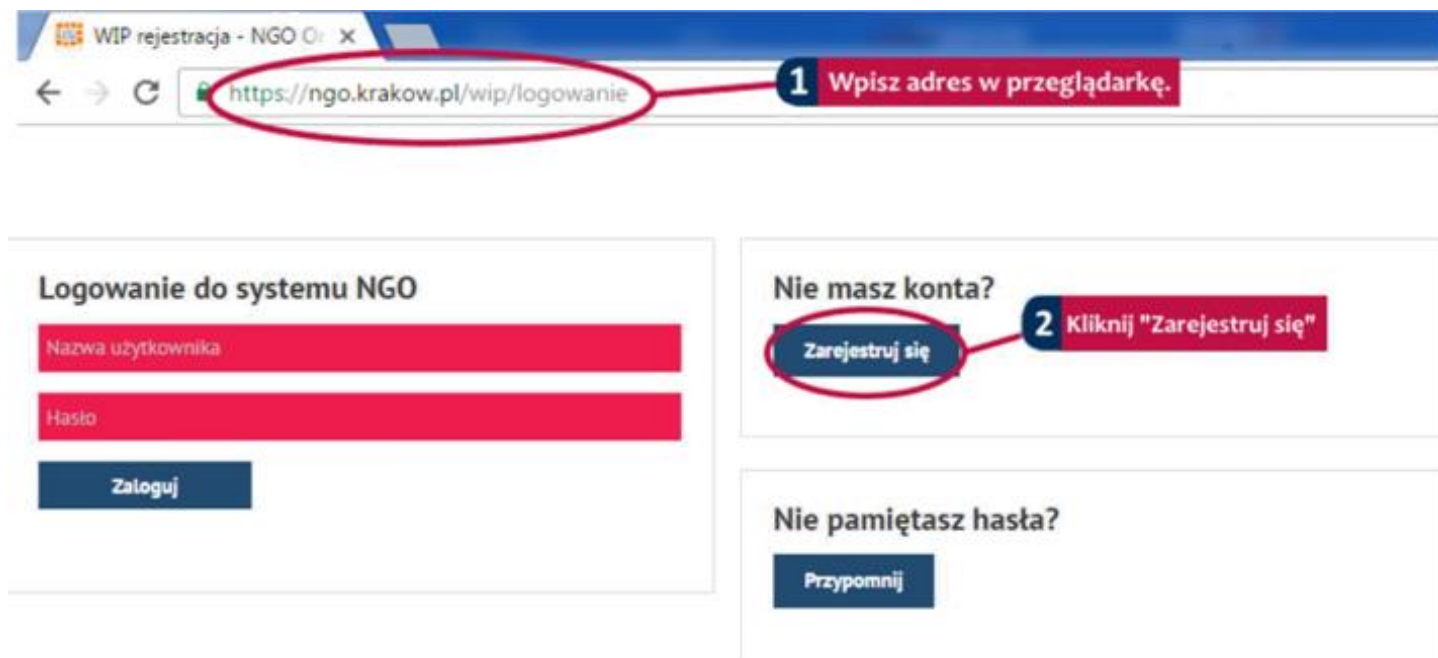 WIP rejestracja - NGO O
https://ngo.krakow.pl/wip/logowanie
1 Wpisz adres w przeglądarkę.
Logowanie do systemu NGO
Nazwa użytkownika
Hasło
Zaloguj
Nie masz konta?
Zarejestruj się
2 Kliknij "Zarejestruj się"
Nie pamiętasz hasła?
Przypomnij